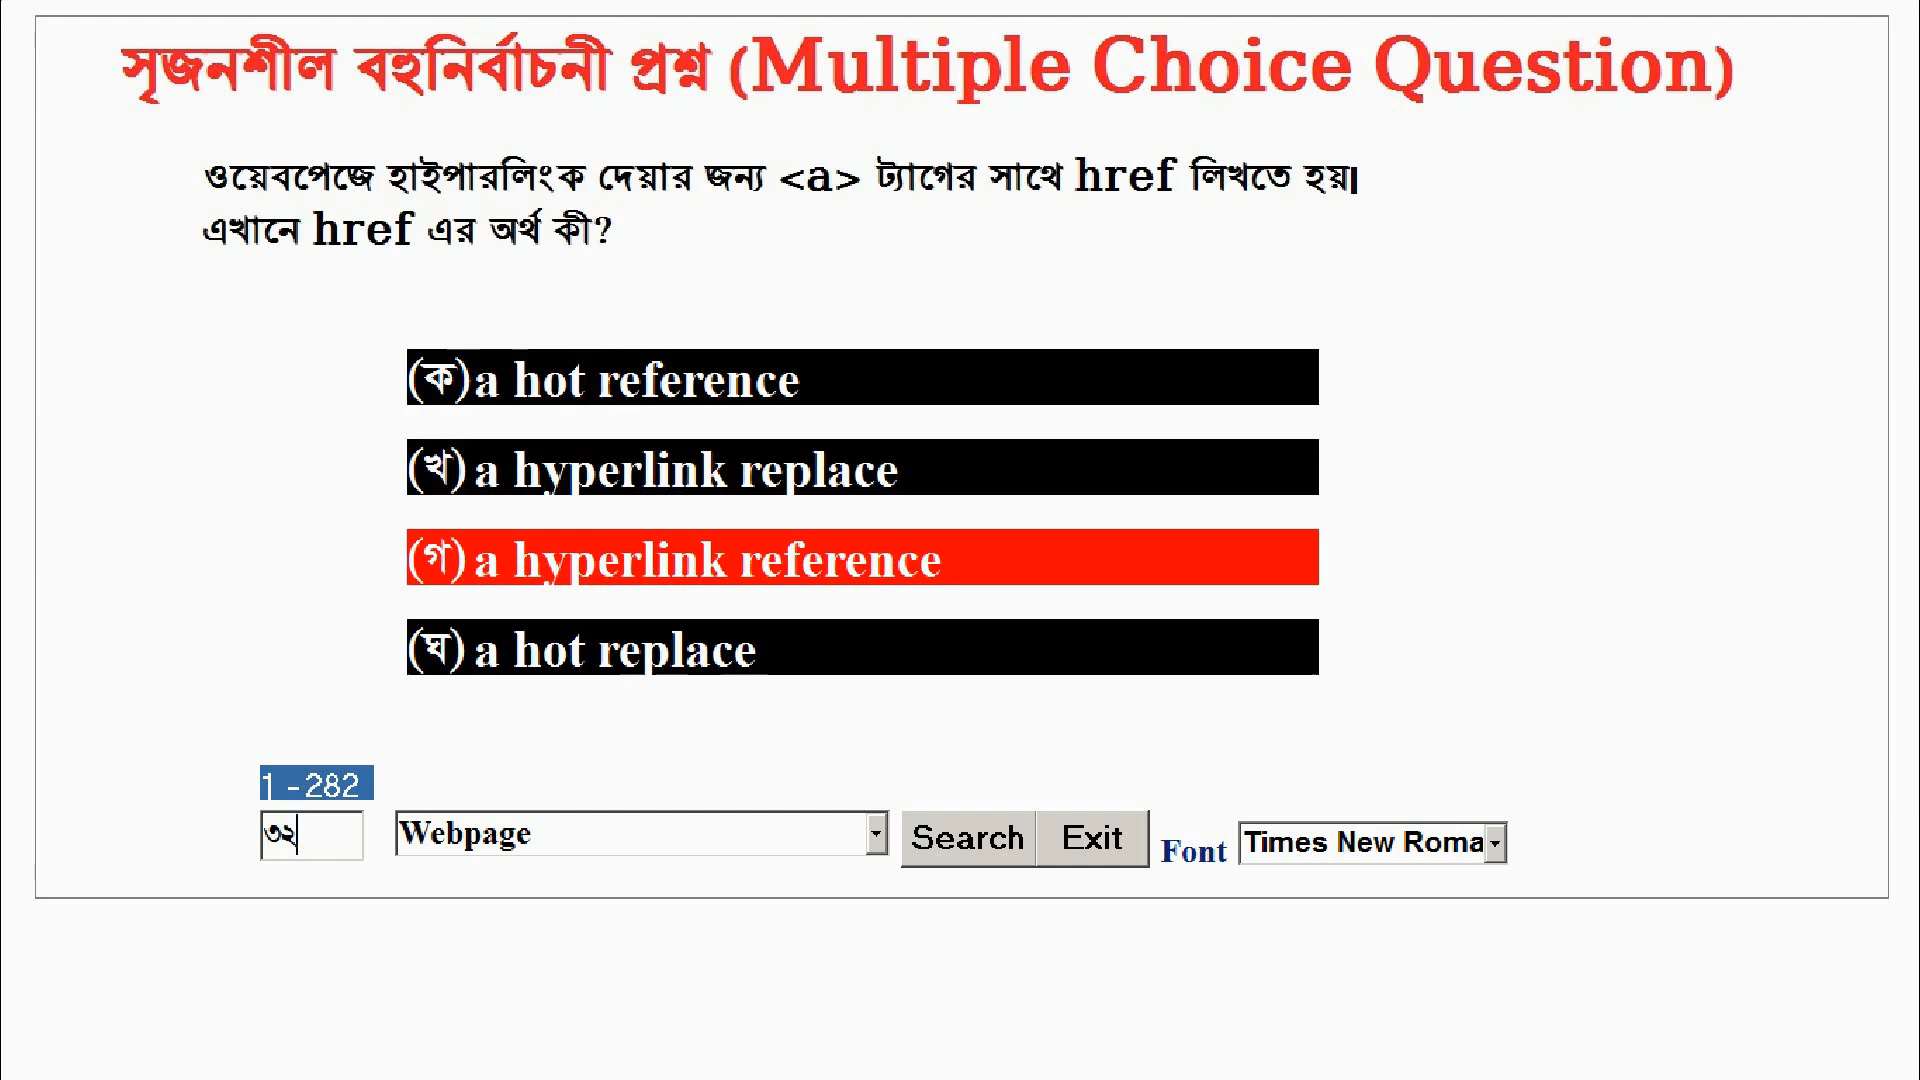 সৃজনশীল বহুনির্বাচনী প্রশ্ন (Multiple Choice Question)
ওয়েবপেজে হাইপারলিংক দেয়ার জন্য <a> ট্যাগের সাথে href লিখতে হয়।
এখানে href এর অর্থ কী?
(ক) a hot reference
(খ) a hyperlink replace
(গ) a hyperlink reference
(ঘ) a hot replace
1 -282
৩২ Webpage Search Exit Font Times New Roma